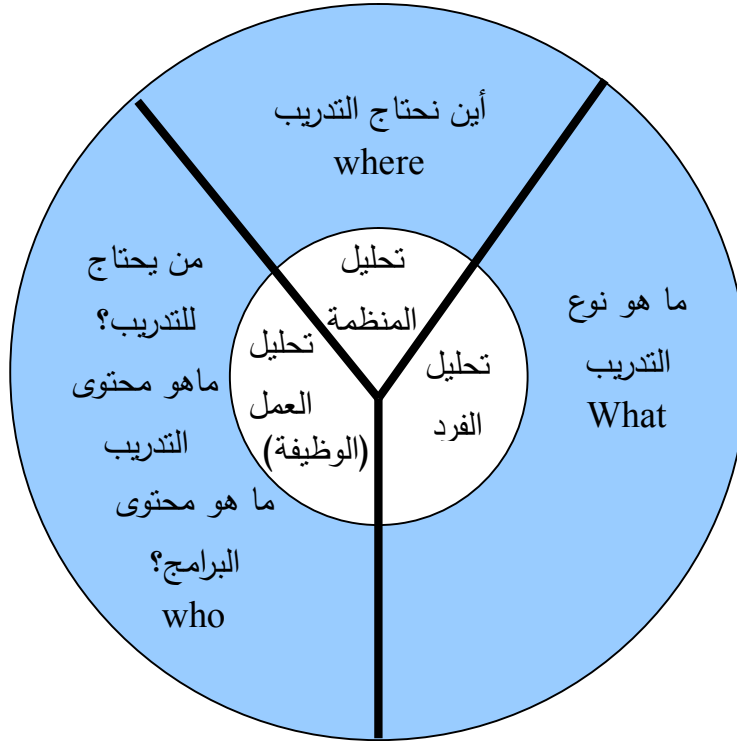 أين نحتاج التدريب
where
تحليل
المنظمة
ما هو نوع
التدريب
What
تحليل
الفرد
من يحتاج
للتدريب؟
ماهو محتوى
التدريب
ما هو محتوى
البرامج؟
who
تحليل
العمل
(الوظيفة)